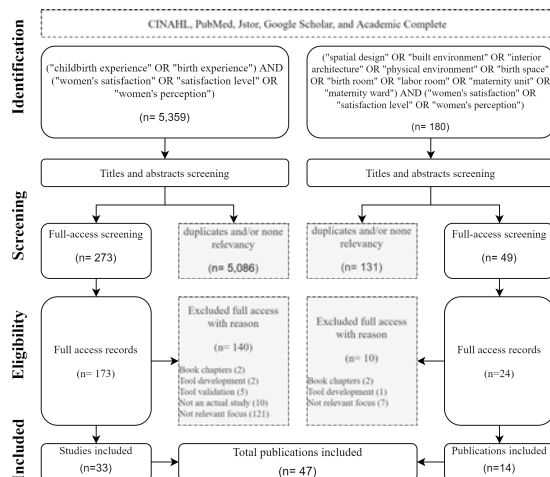 Identification
CINAHL, PubMed, Jstor, Google Scholar, and Academic Complete
("childbirth experience" OR "birth experience") AND
("women's satisfaction" OR "satisfaction level" OR
"women's perception")
(n= 5,359)
("spatial design" OR "built environment" OR "interior
architecture" OR "physical environment" OR "birth space"
OR "birth room" OR "labor room" OR "maternity unit" OR
"maternity ward") AND ("women's satisfaction" OR
"satisfaction level" OR "women's perception")
(n= 180)
Titles and abstracts screening
Titles and abstracts screening
Screening
Full-access screening
(n= 273)
duplicates and/or none
relevancy
(n= 5,086)
duplicates and/or none
relevancy
(n= 131)
Full-access screening
(n= 49)
Eligibility
Full access records
(n= 173)
Excluded full access
with reason
(n= 140)
Book chapters (2)
Tool development (2)
Tool validation (5)
Not an actual study (10)
Not relevant focus (121)
Excluded full access
with reason
(n= 10)
Book chapters (2)
Tool development (1)
Not relevant focus (7)
Full access records
(n=24)
Included
Studies included
(n=33)
Total publications included
(n= 47)
Publications included
(n=14)